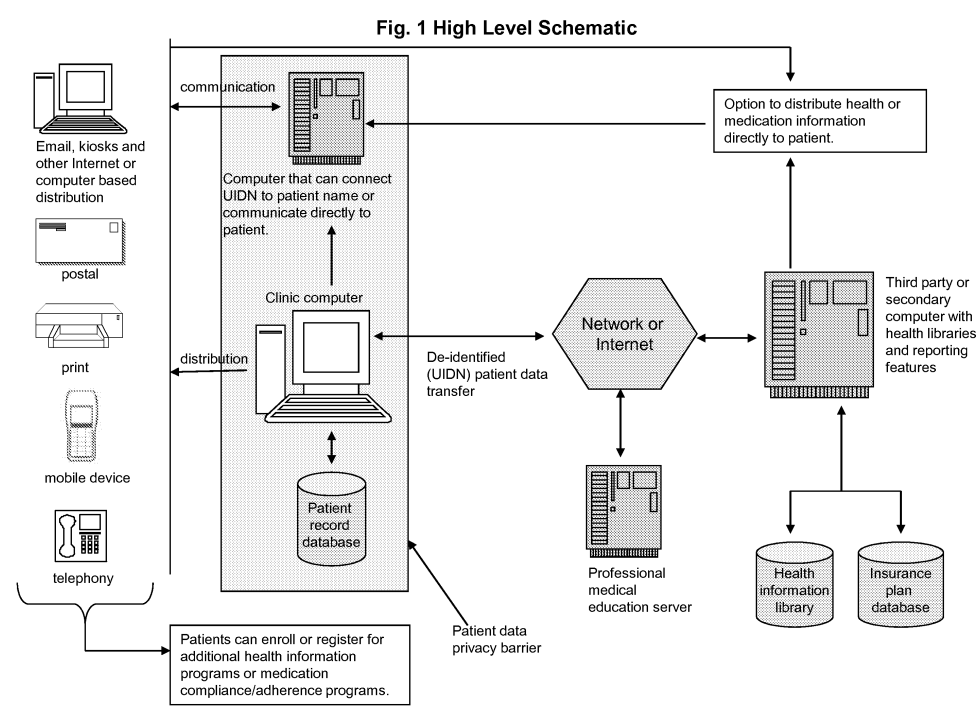 Fig. 1 High Level Schematic
communication
Email, kiosks and
other Internet or
computer based
distribution
postal
print
mobile device
telephony
Computer that can connect
UIDN to patient name or
communicate directly to
patient.
Clinic computer
distribution
Patient
record
database
De-identified
(UIDN) patient data
transfer
Network or
Internet
Option to distribute health or
medication information
directly to patient.
Third party or
secondary
computer with
health libraries
and reporting
features
Professional
medical
education server
Health
information
library
Insurance
plan
database
Patient data
privacy barrier
Patients can enroll or register for
additional health information
programs or medication
compliance/adherence programs.